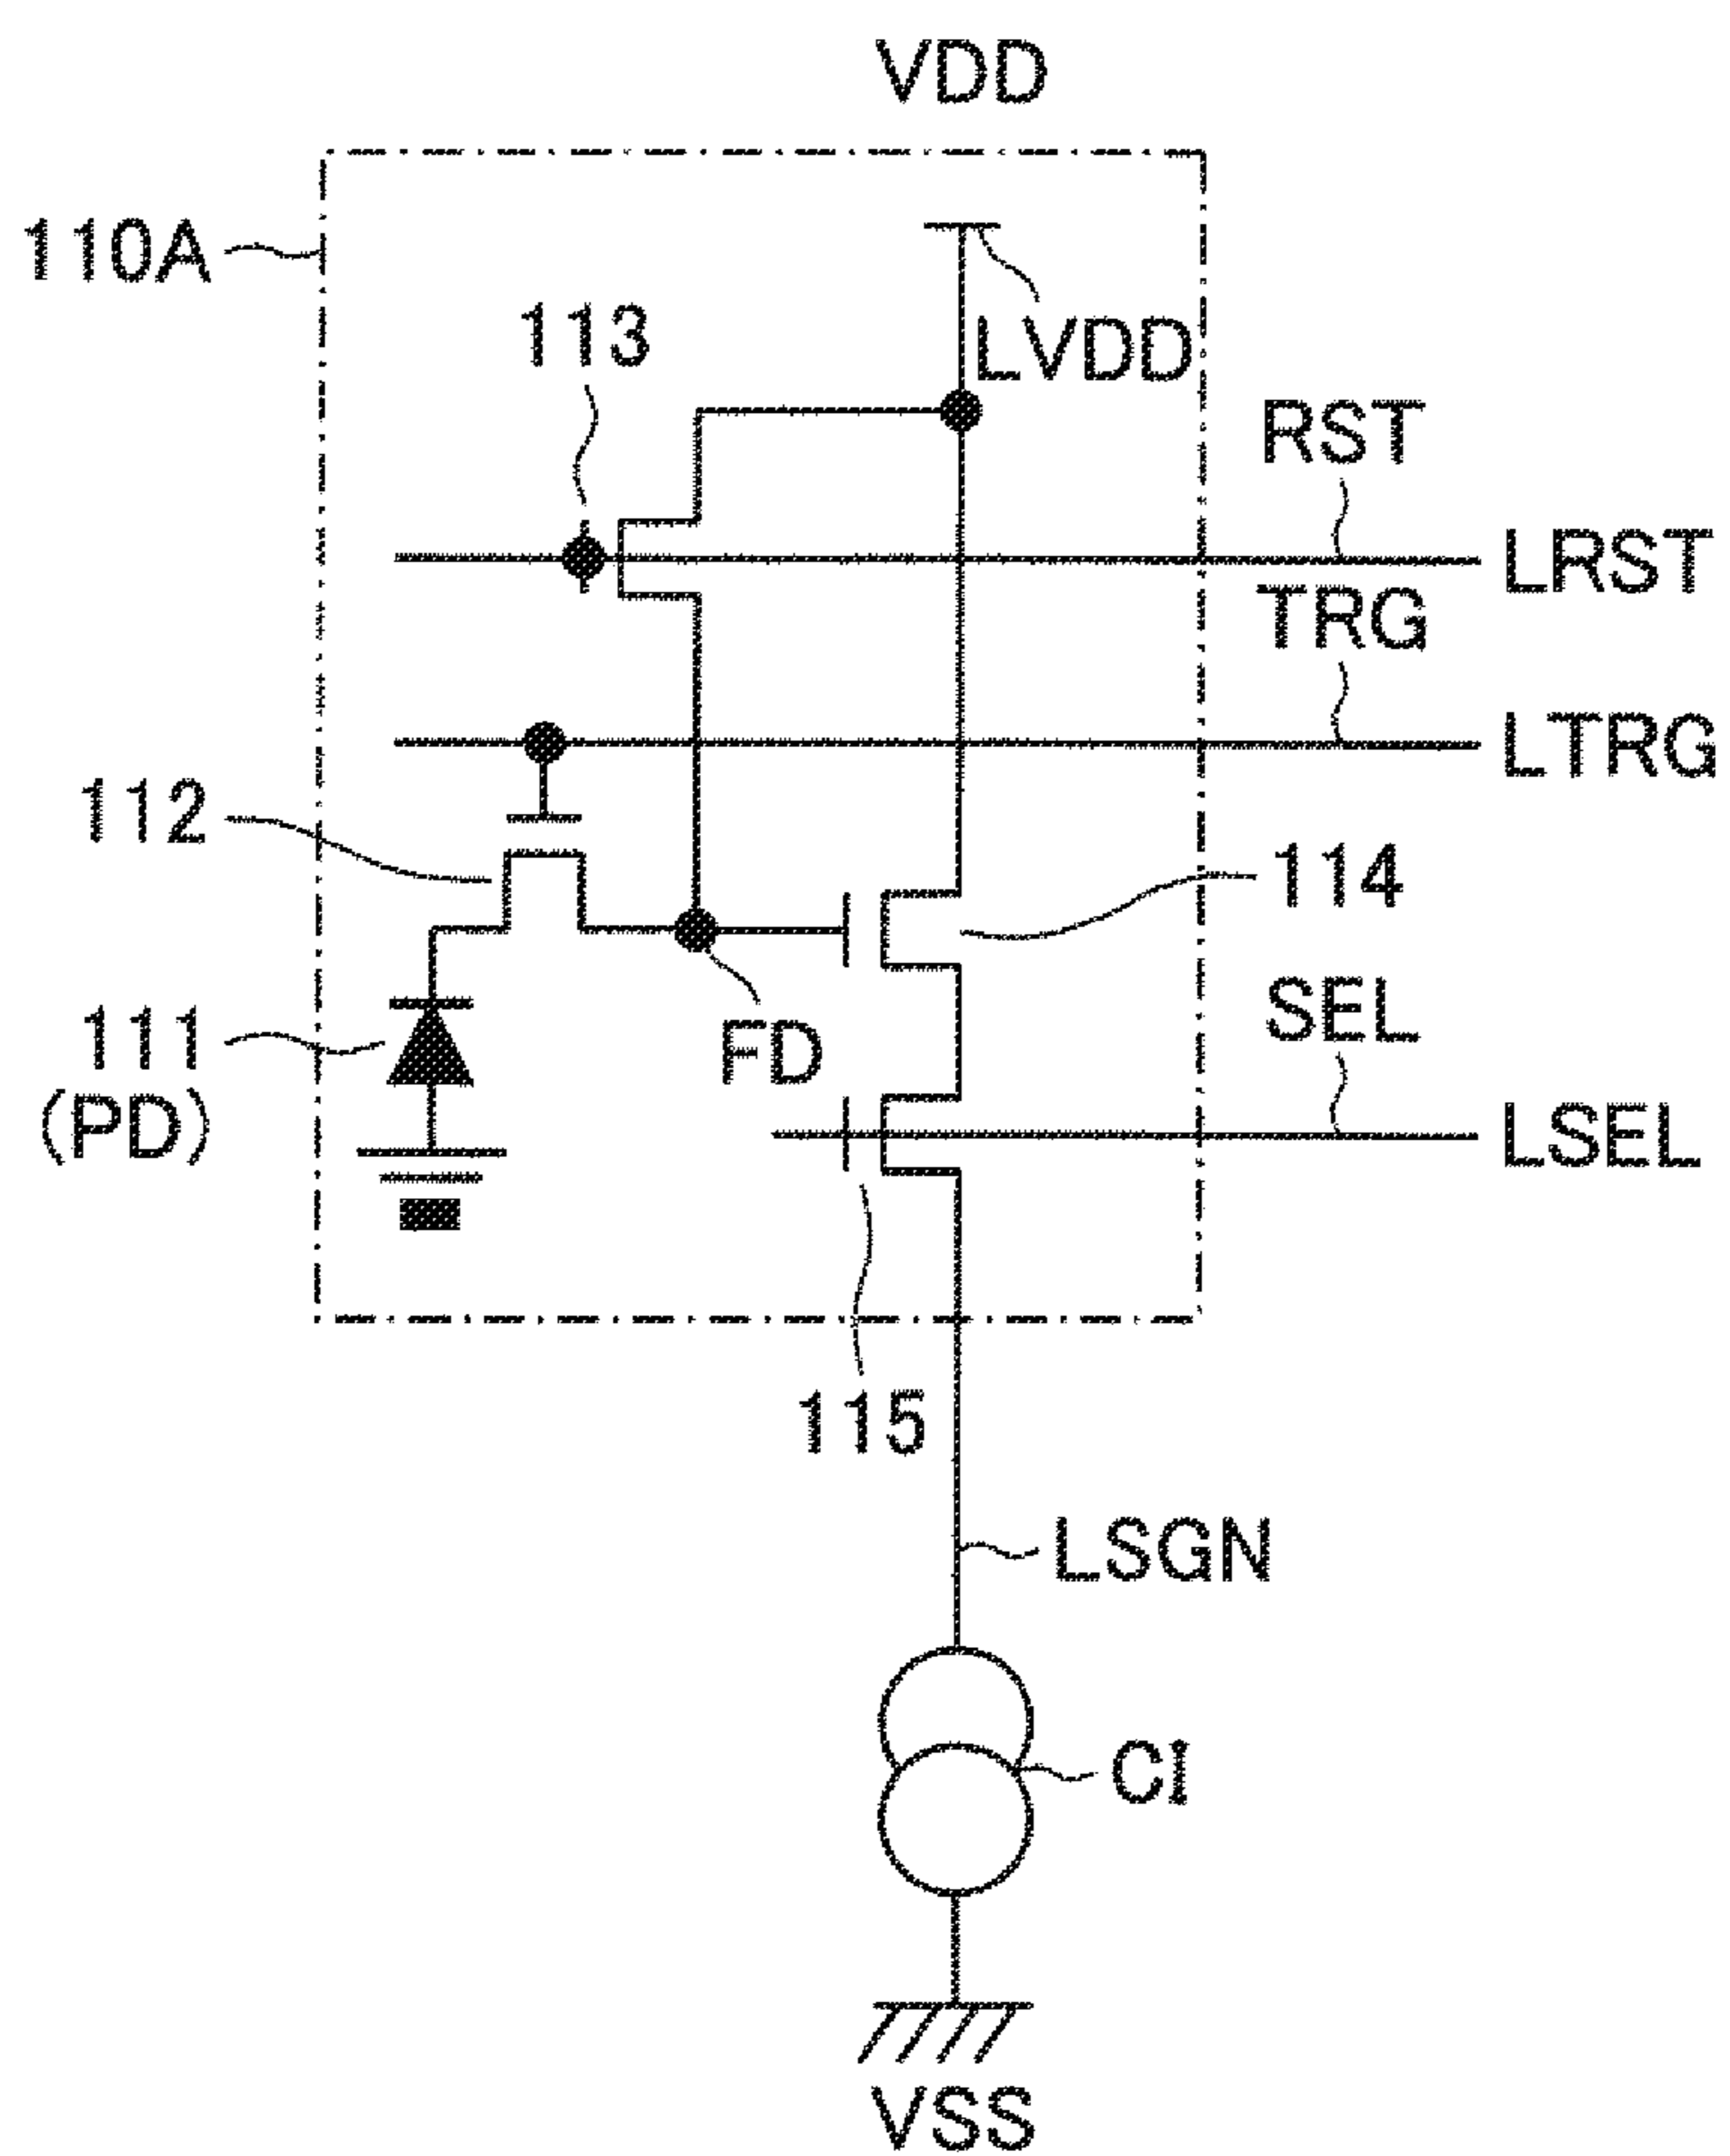 VDD
110A
113
LVDD
RST
LRST
TRG
LTRG
112
114
111
(PD)
FD
SEL
LSEL
115
LSGN
CI
VSS